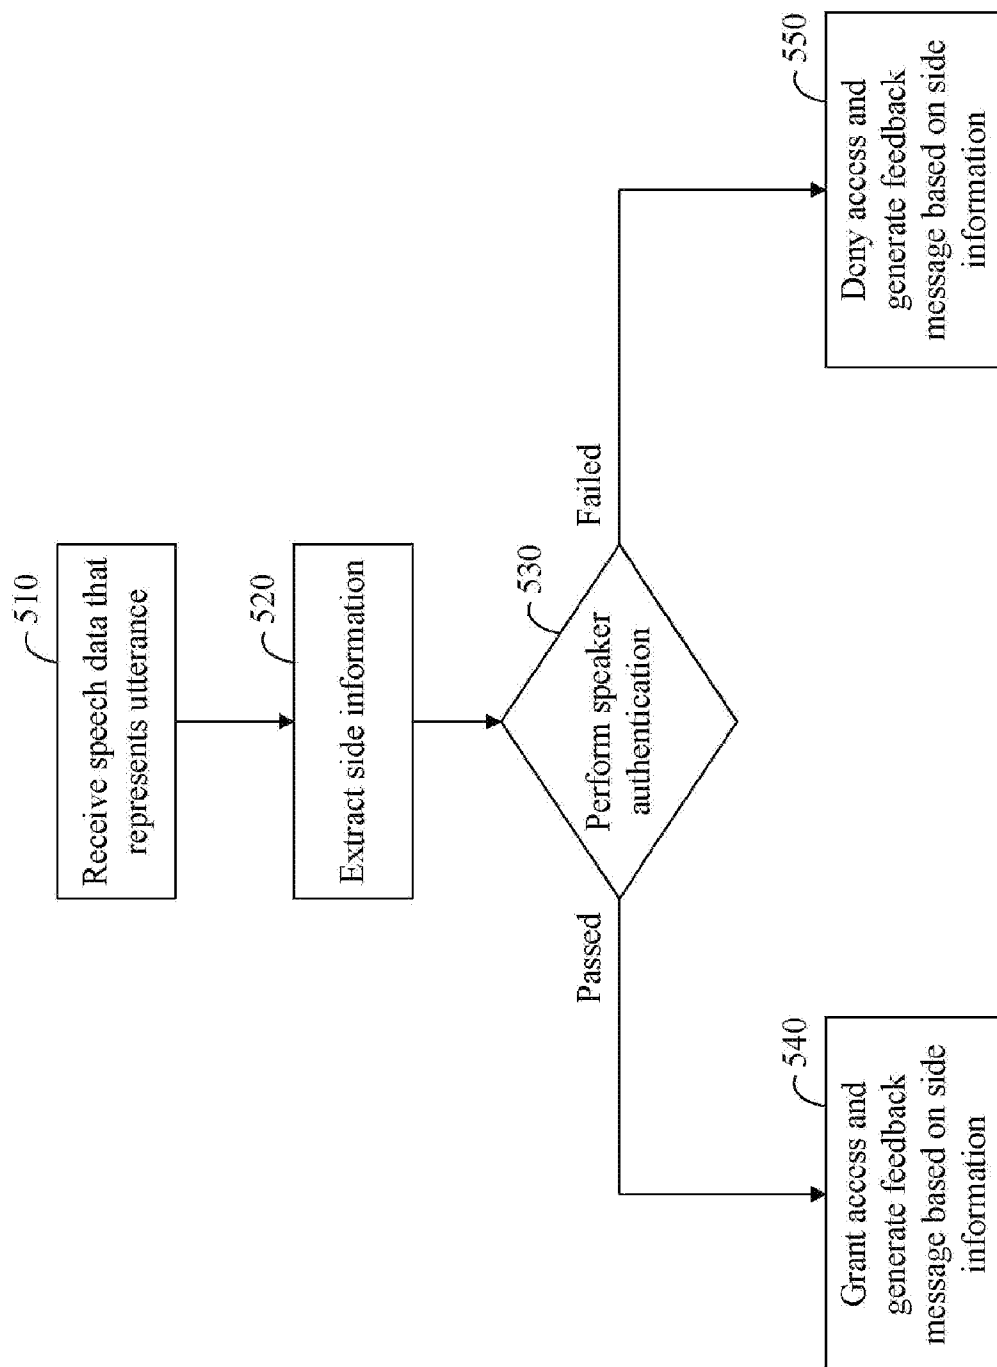 510
Receive speech data that
represents utterance
520
Extract side information
530
Perform speaker
authentication
Passed
Failed
540
Grant access and
generate feedback
message based on side
information
550
Deny access and
generate feedback
message based on side
information